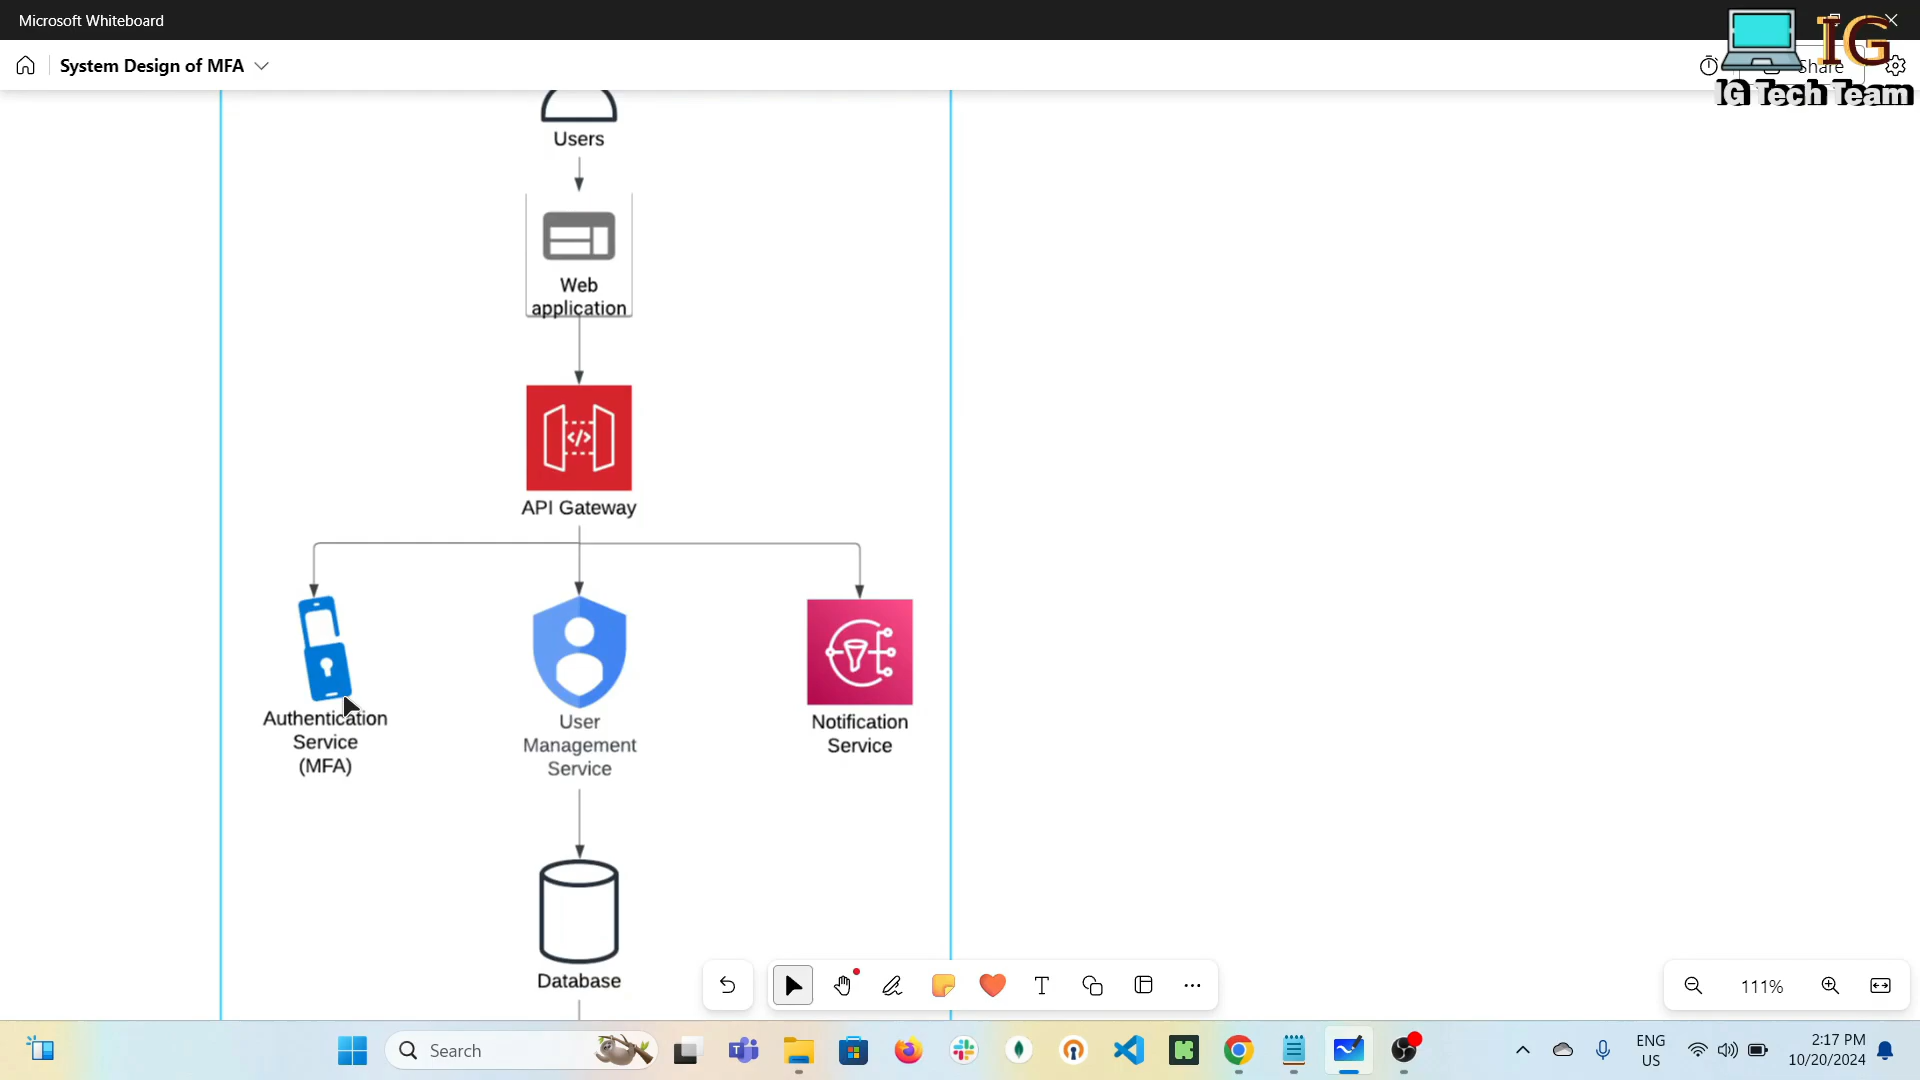 Microsoft Whiteboard
IG
System Design of MFA
Share
IG Tech Team
Users
Web
application
API Gateway
Authentication
Service
(MFA)
User
Management
Service
Notification
Service
Database
111%
Search
ENG
US
2:17 PM
10/20/2024